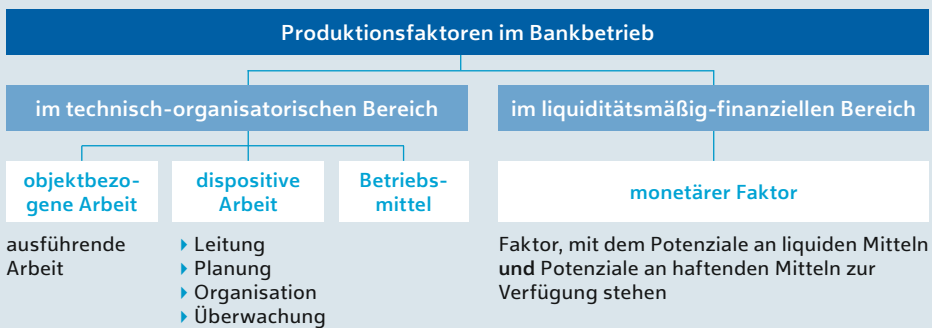 Produktionsfaktoren im Bankbetrieb
im technisch-organisatorischen Bereich
im liquiditätsmäßig-finanziellen Bereich
objektbezo-
gene Arbeit
dispositive
Arbeit
Betriebs-
mittel
monetärer Faktor
ausführende
Arbeit
Leitung
Planung
Organisation
Überwachung
Faktor, mit dem Potenziale an liquiden Mitteln
und Potenziale an haftenden Mitteln zur
Verfügung stehen